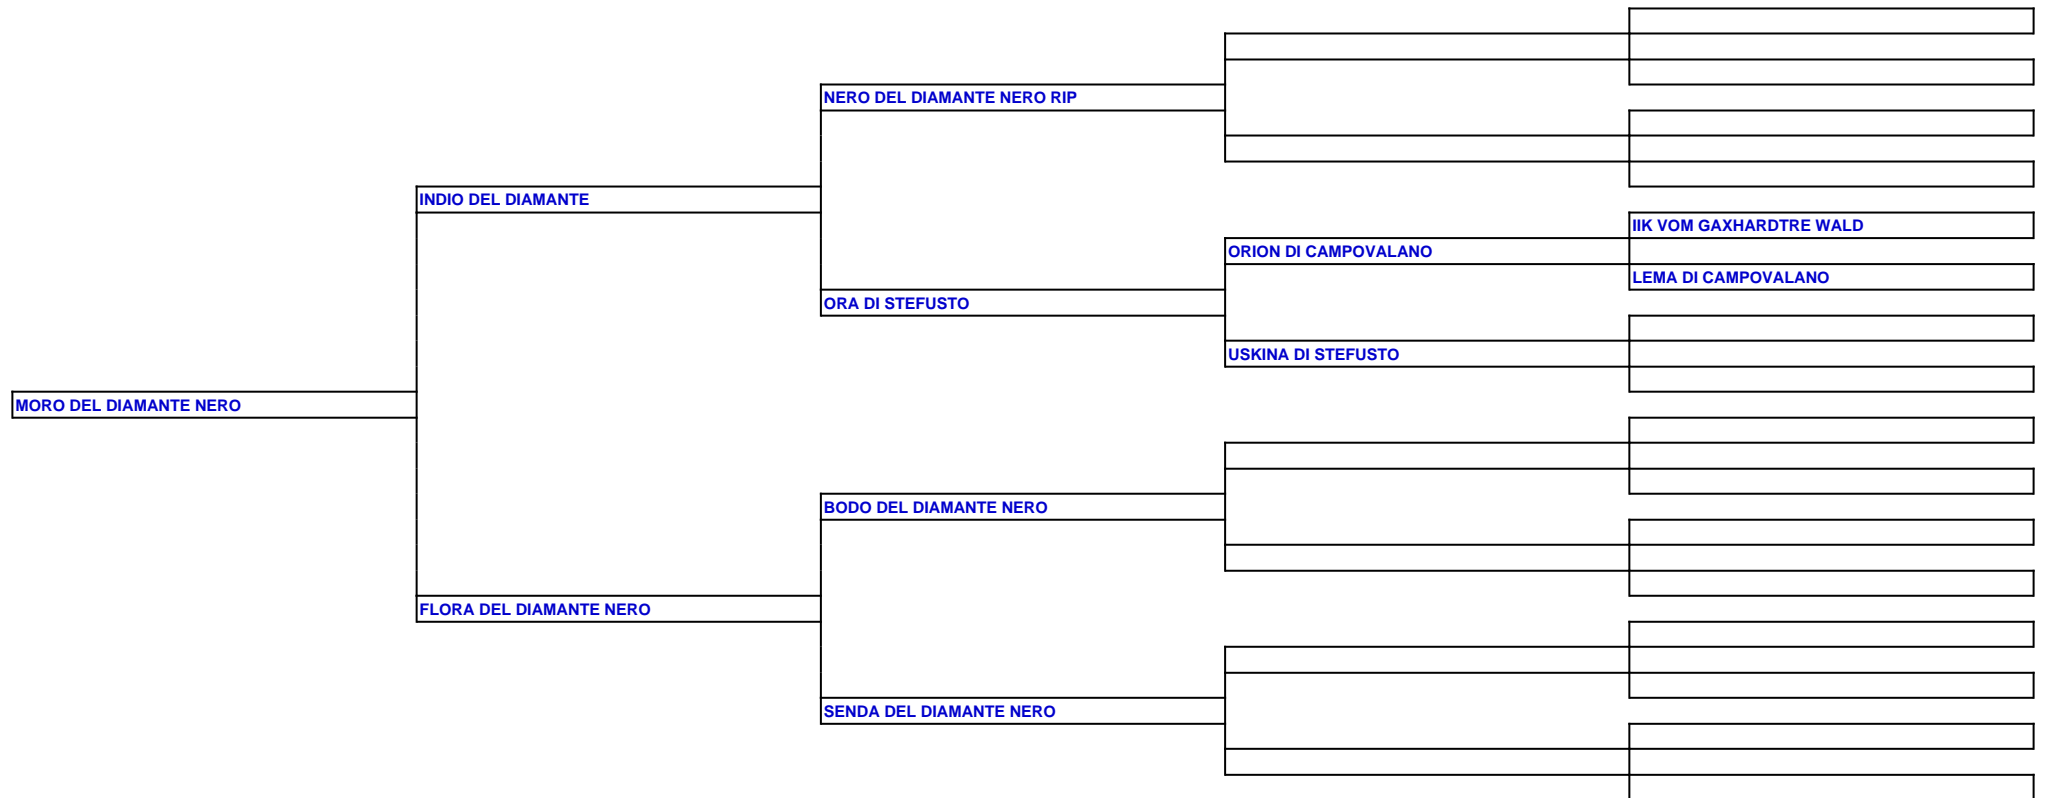 NERO DEL DIAMANTE NERO RIP
INDIO DEL DIAMANTE
IIK VOM GAXHARDTRE WALD
ORION DI CAMPOVALANO
LEMA DI CAMPOVALANO
ORA DI STEFUSTO
USKINA DI STEFUSTO
MORO DEL DIAMANTE NERO
BODO DEL DIAMANTE NERO
FLORA DEL DIAMANTE NERO
SENDA DEL DIAMANTE NERO